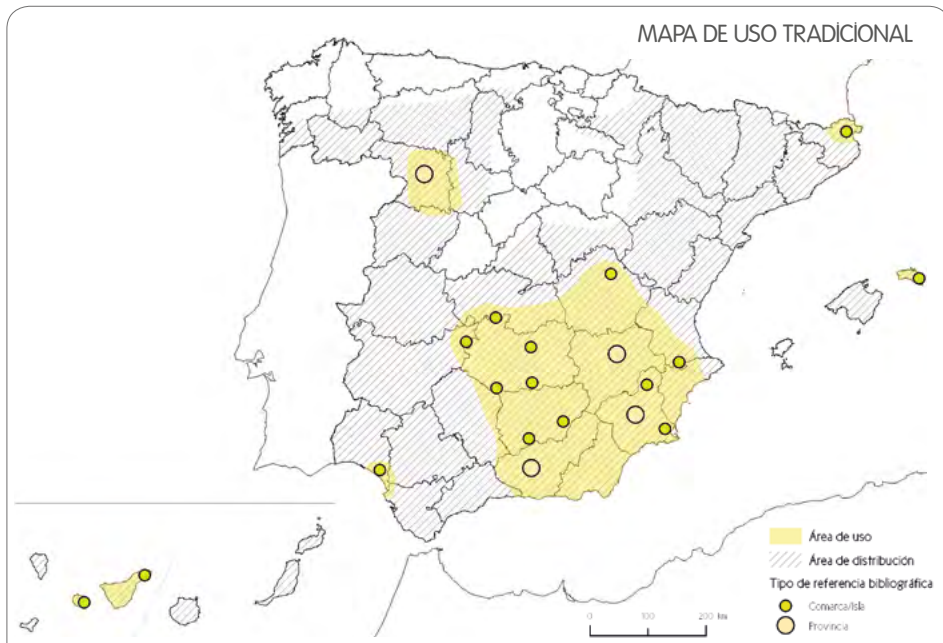 MAPA DE USO TRADICIONAL
Área de uso
Área de distribución
Tipo de referencia bibliográfica
Comarca/Isla
Provincia
0 100 200 km